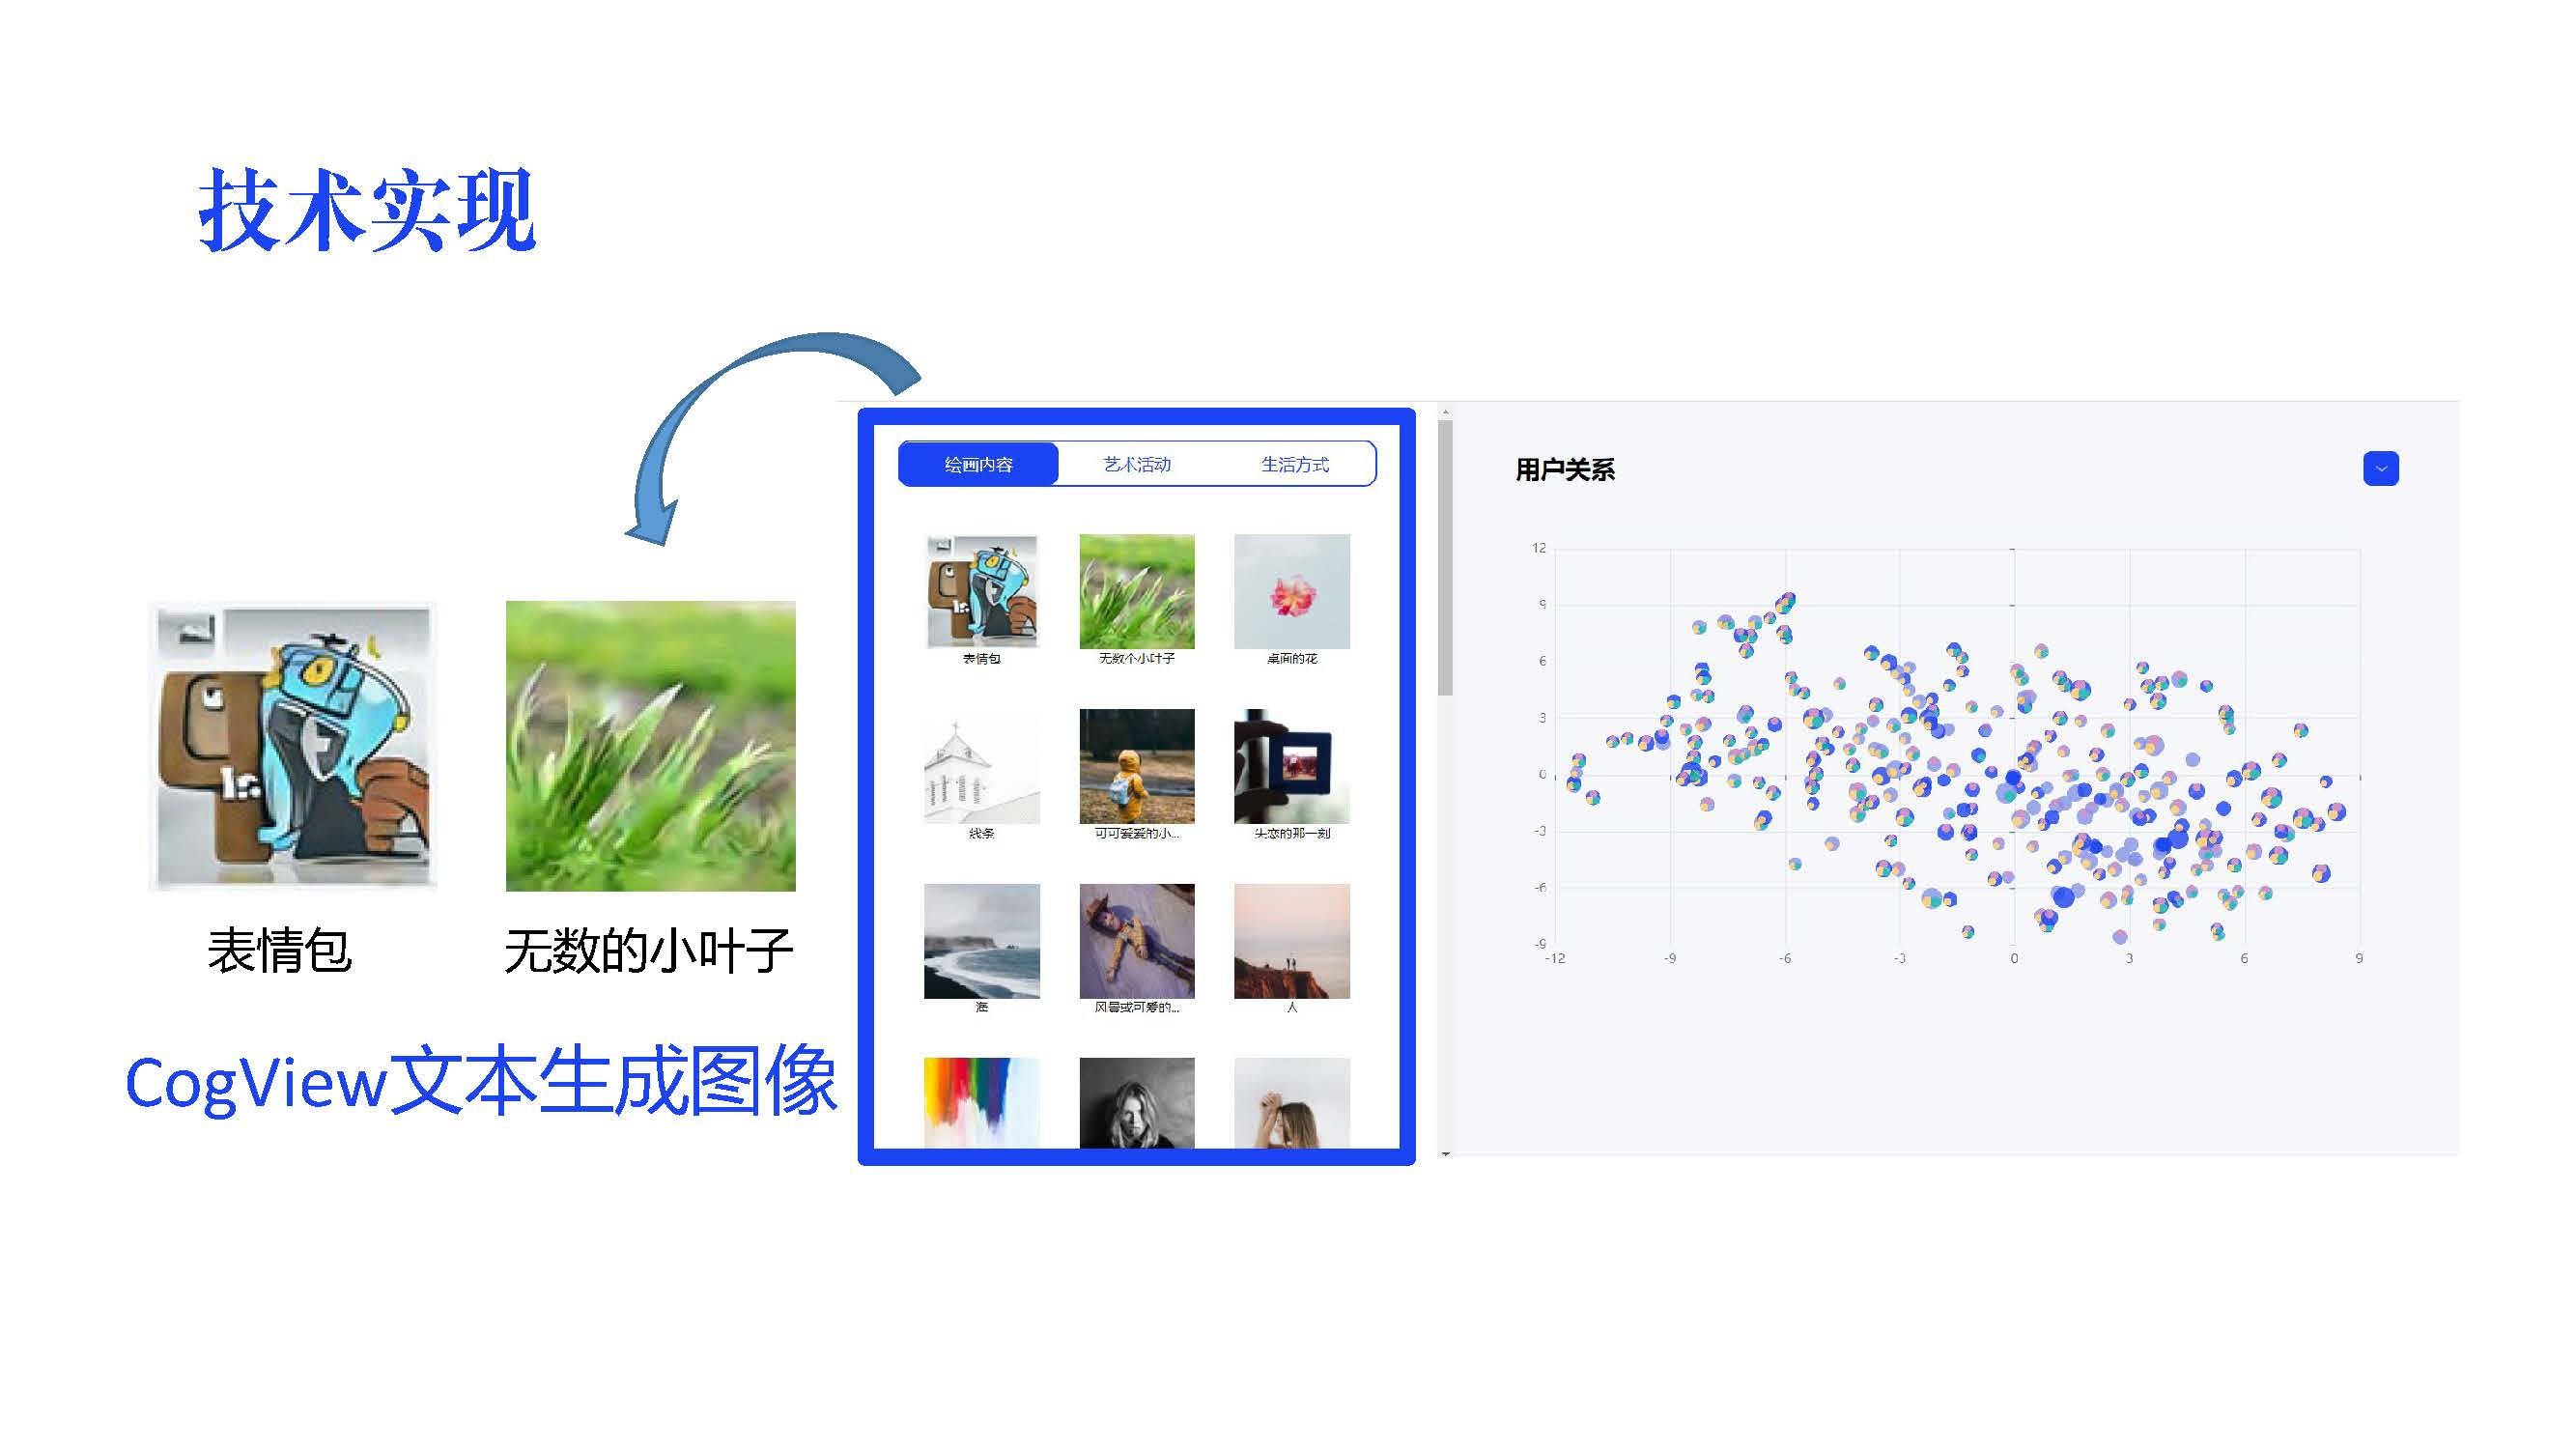 技术实现
绘画内容 艺术活动 生活方式
表情包 无数个小叶子 桌面的花
线条 可可爱爱的小... 失恋的那一刻
海 风景或可爱的... 人
表情包 无数的小叶子
CogView文本生成图像
用户关系
12
9
6
3
0
-3
-6
-9
-12 -9 -6 -3 0 3 6 9